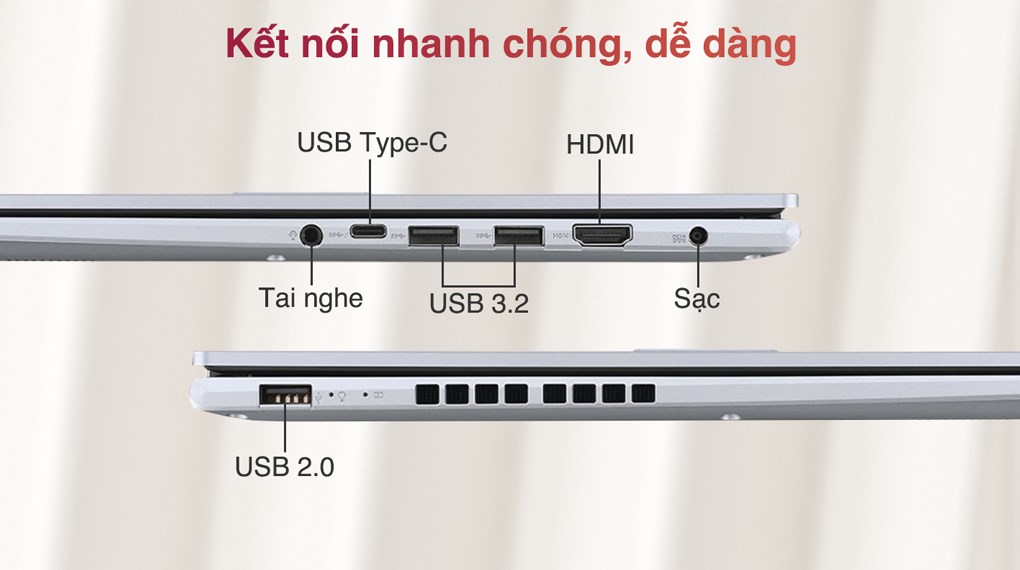 Kết nối nhanh chóng, dễ dàng
USB Type-C
HDMI
Tai nghe
USB 3.2
Sạc
USB 2.0